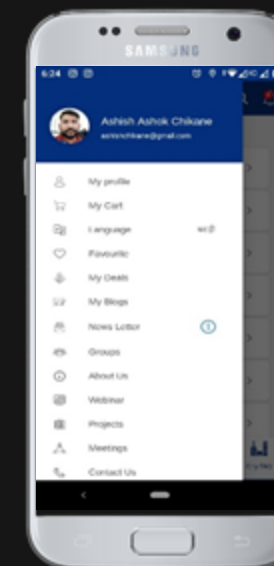 SAMSUNG
6:24
Ashish Ashok Chikane
My profile
My Cart
Language
Favourite
My Deals
My Blogs
News Letter
Groups
About Us
Webinar
Projects
Meetings
Contact Us